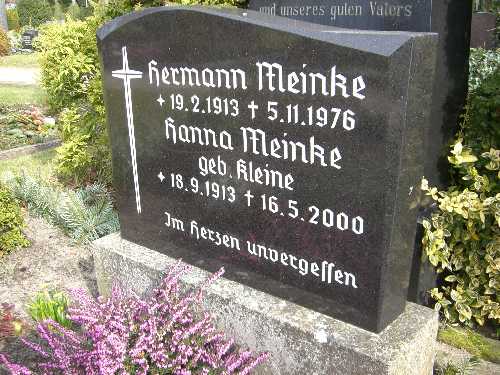 und unseres guten Vaters
Hermann Meinke
+ 19.2.1913 † 5.11.1976
Hanna Meinke
geb. Kleine
+ 18.9.1913 † 16.5.2000
Im Herzen unvergessen